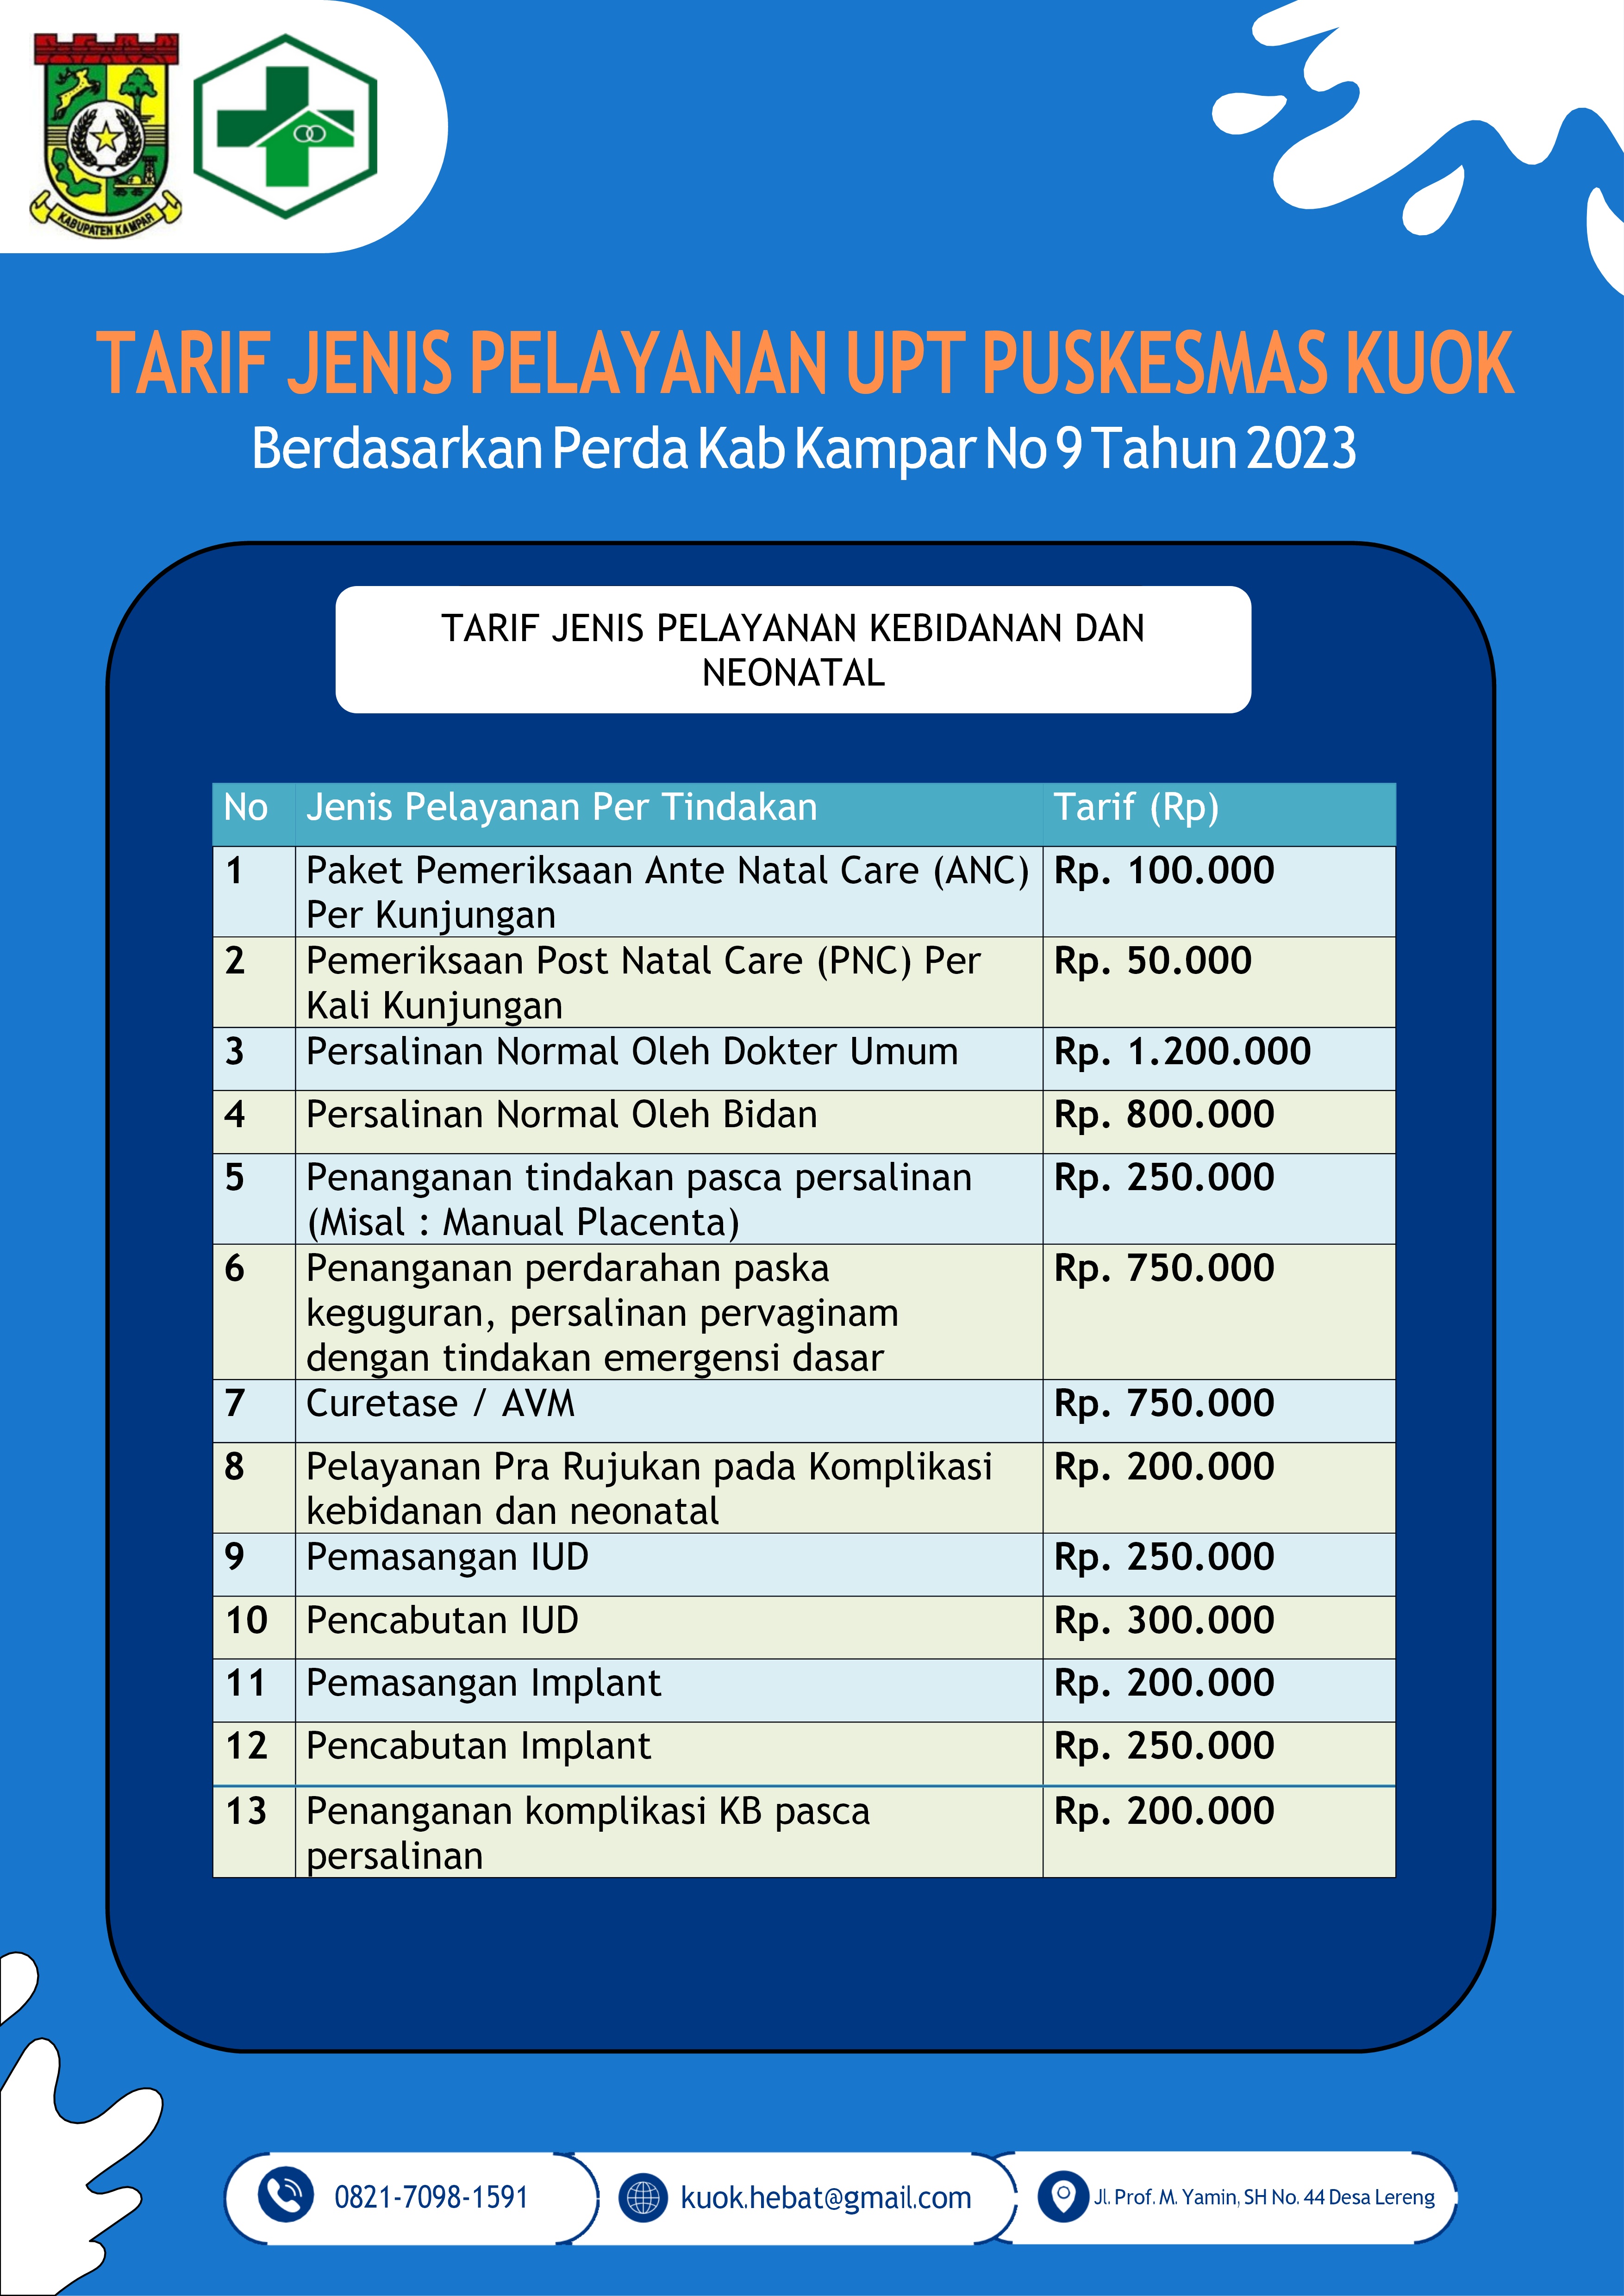 KABUPATEN KAMPAR
TARIF JENIS PELAYANAN UPT PUSKESMAS KUOK
Berdasarkan Perda Kab Kampar No 9 Tahun 2023
TARIF JENIS PELAYANAN KEBIDANAN DAN
NEONATAL
No Jenis Pelayanan Per Tindakan Tarif (Rp)
1 Paket Pemeriksaan Ante Natal Care (ANC) Rp. 100.000
Per Kunjungan
2 Pemeriksaan Post Natal Care (PNC) Per Rp. 50.000
Kali Kunjungan
3 Persalinan Normal Oleh Dokter Umum Rp. 1.200.000
4 Persalinan Normal Oleh Bidan Rp. 800.000
5 Penanganan tindakan pasca persalinan Rp. 250.000
(Misal : Manual Placenta)
6 Penanganan perdarahan paska Rp. 750.000
keguguran, persalinan pervaginam
dengan tindakan emergensi dasar
7 Curetase / AVM Rp. 750.000
8 Pelayanan Pra Rujukan pada Komplikasi Rp. 200.000
kebidanan dan neonatal
9 Pemasangan IUD Rp. 250.000
10 Pencabutan IUD Rp. 300.000
11 Pemasangan Implant Rp. 200.000
12 Pencabutan Implant Rp. 250.000
13 Penanganan komplikasi KB pasca Rp. 200.000
persalinan
0821-7098-1591 kuok.hebat@gmail.com Jl. Prof. M. Yamin, SH No. 44 Desa Lereng